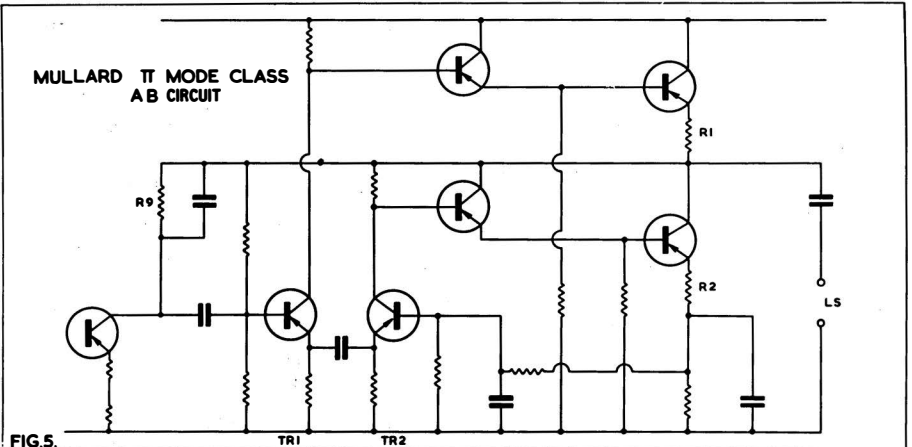 MULLARD π MODE CLASS
AB CIRCUIT
R1
R9
R2
LS
TR1 TR2
FIG.5.